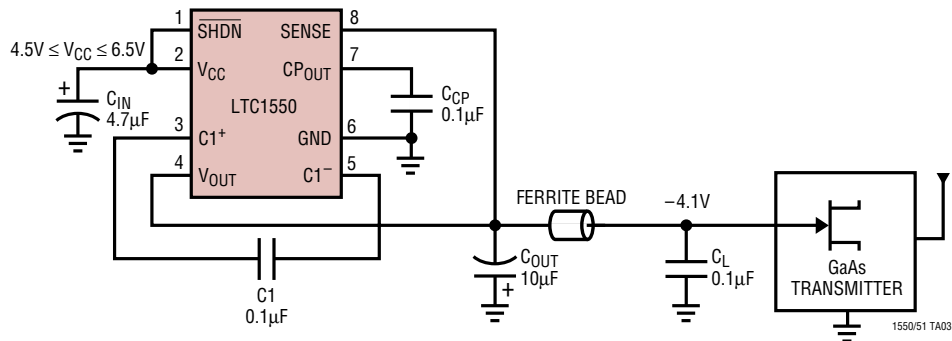 1
SHDN
SENSE
8
4.5V ≤ VCC ≤ 6.5V
2
VCC
CPOUT
7
+
CIN
4.7µF
LTC1550
CCP
0.1µF
3
C1+
GND
6
4
VOUT
C1−
5
FERRITE BEAD
−4.1V
COUT
10µF
+
CL
0.1µF
GaAs
TRANSMITTER
C1
0.1µF
1550/51 TA03